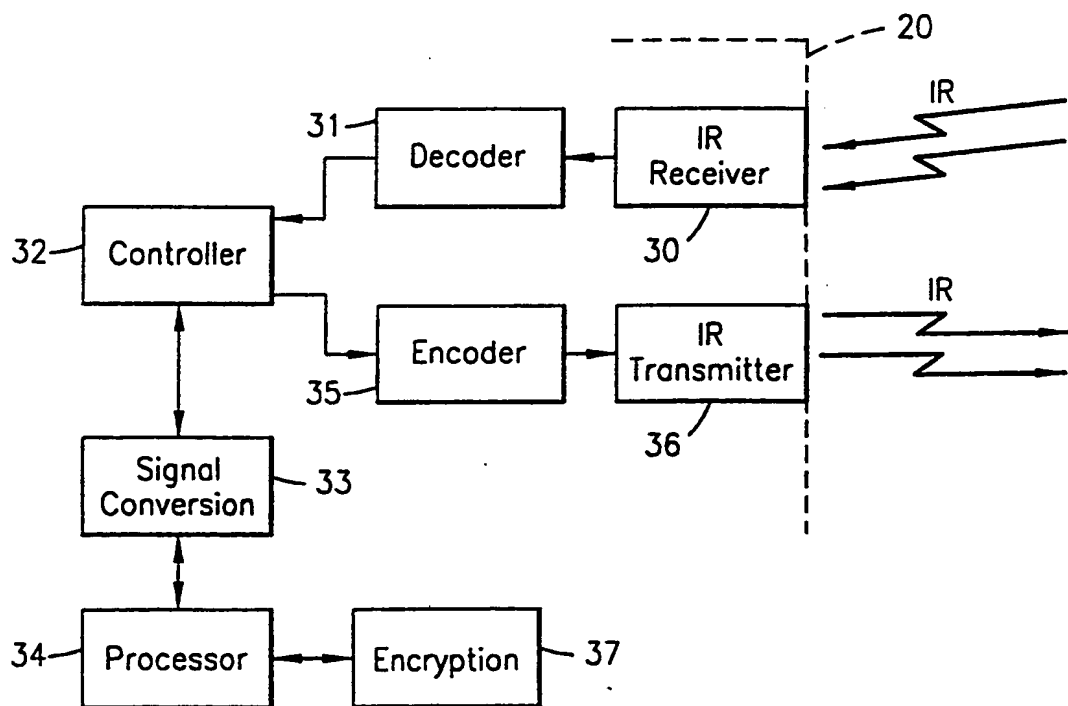 20
IR
31
Decoder
IR
Receiver
30
32
Controller
IR
Encoder
35
IR
Transmitter
36
Signal
Conversion
33
34
Processor
Encryption
37